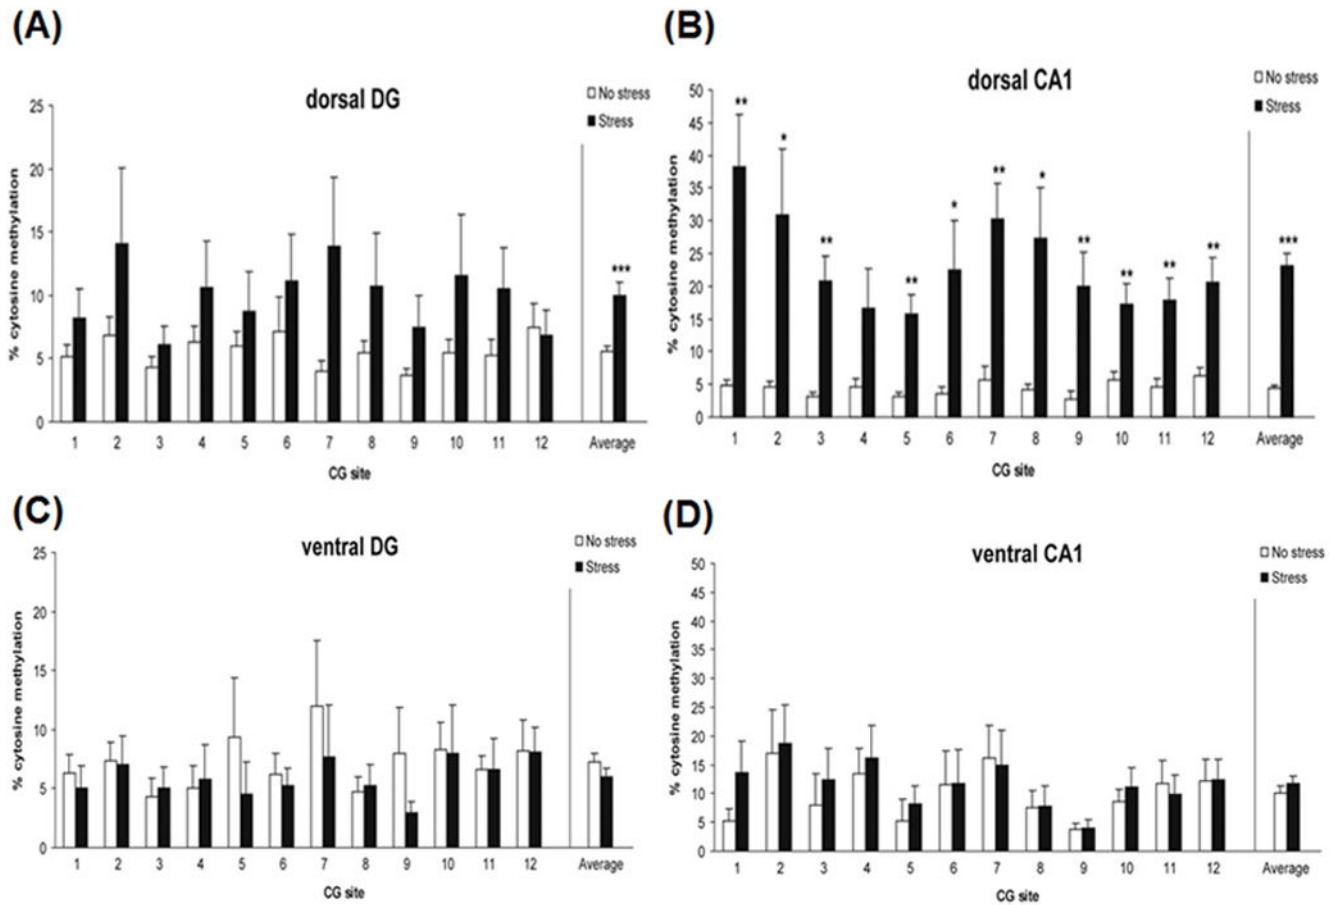 (A)
dorsal DG
No stress
Stress
% cytosine methylation
25
20
15
10
5
0
***
1 2 3 4 5 6 7 8 9 10 11 12 Average
CG site
(B)
dorsal CA1
No stress
Stress
% cytosine methylation
50
45
40
35
30
25
20
15
10
5
0
** * ** ** * ** * ** ** ** ** ***
1 2 3 4 5 6 7 8 9 10 11 12 Average
CG site
(C)
ventral DG
No stress
Stress
% cytosine methylation
25
20
15
10
5
0
1 2 3 4 5 6 7 8 9 10 11 12 Average
CG site
(D)
ventral CA1
No stress
Stress
% cytosine methylation
50
45
40
35
30
25
20
15
10
5
0
1 2 3 4 5 6 7 8 9 10 11 12 Average
CG site